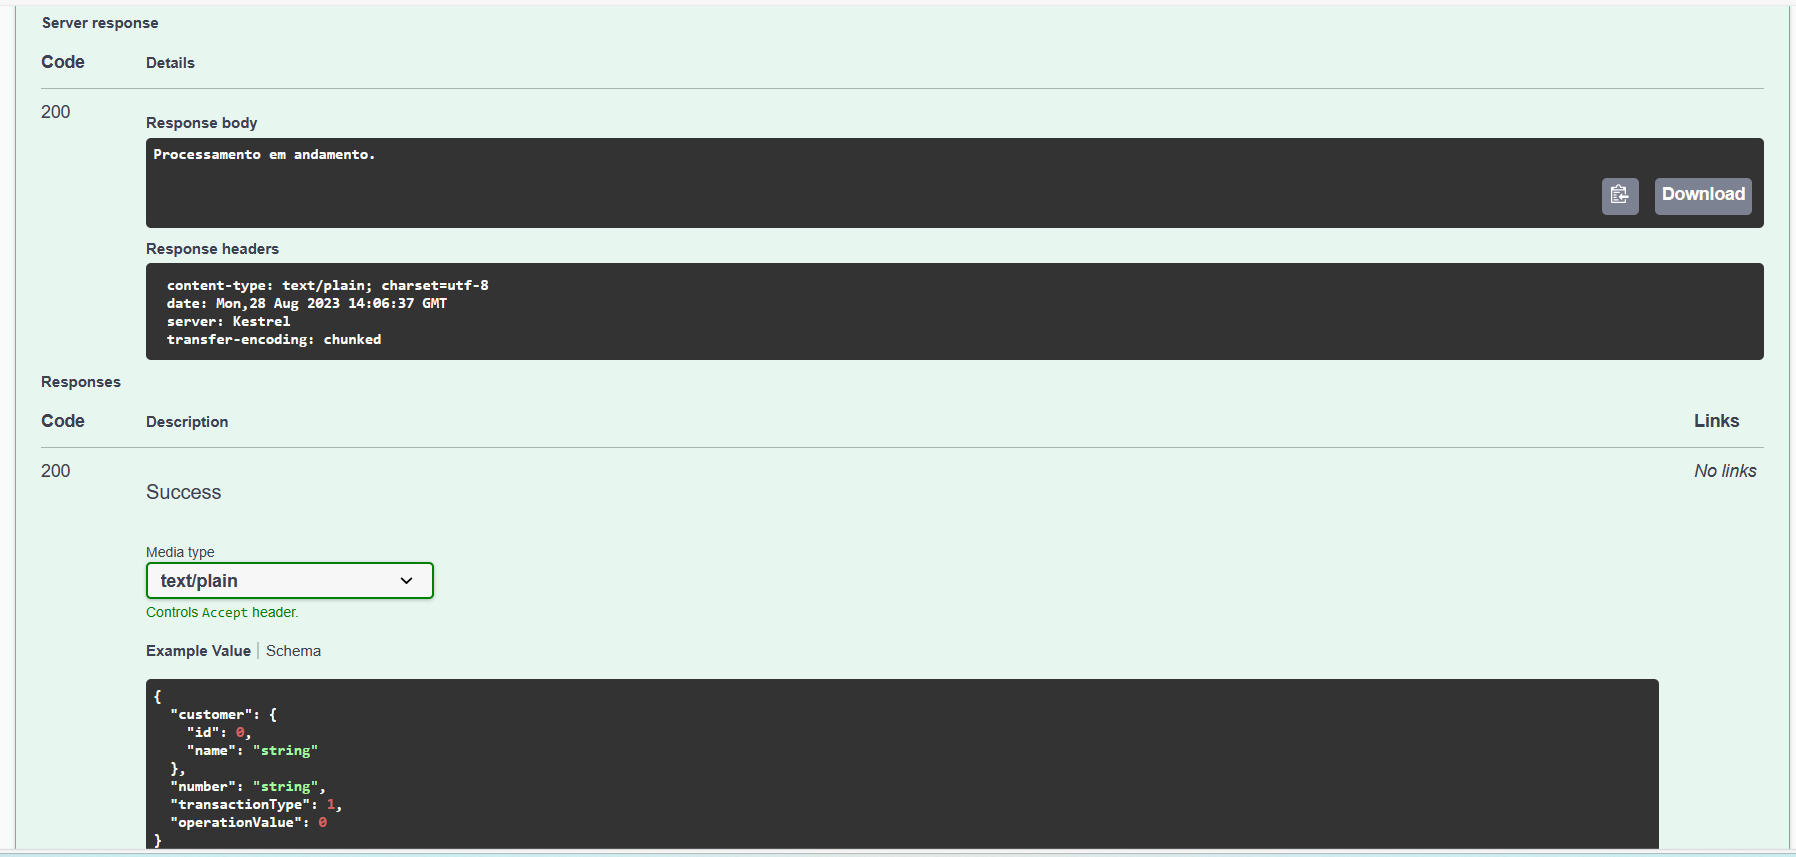 Server response
Code Details
200
Response body
Processamento em andamento.
Download
Response headers
content-type: text/plain; charset=utf-8
date: Mon,28 Aug 2023 14:06:37 GMT
server: Kestrel
transfer-encoding: chunked
Responses
Code Description Links
200 No links
Success
Media type
text/plain
Controls Accept header.
Example Value | Schema
{
  "customer": {
    "id": 0,
    "name": "string"
  },
  "number": "string",
  "transactionType": 1,
  "operationValue": 0
}